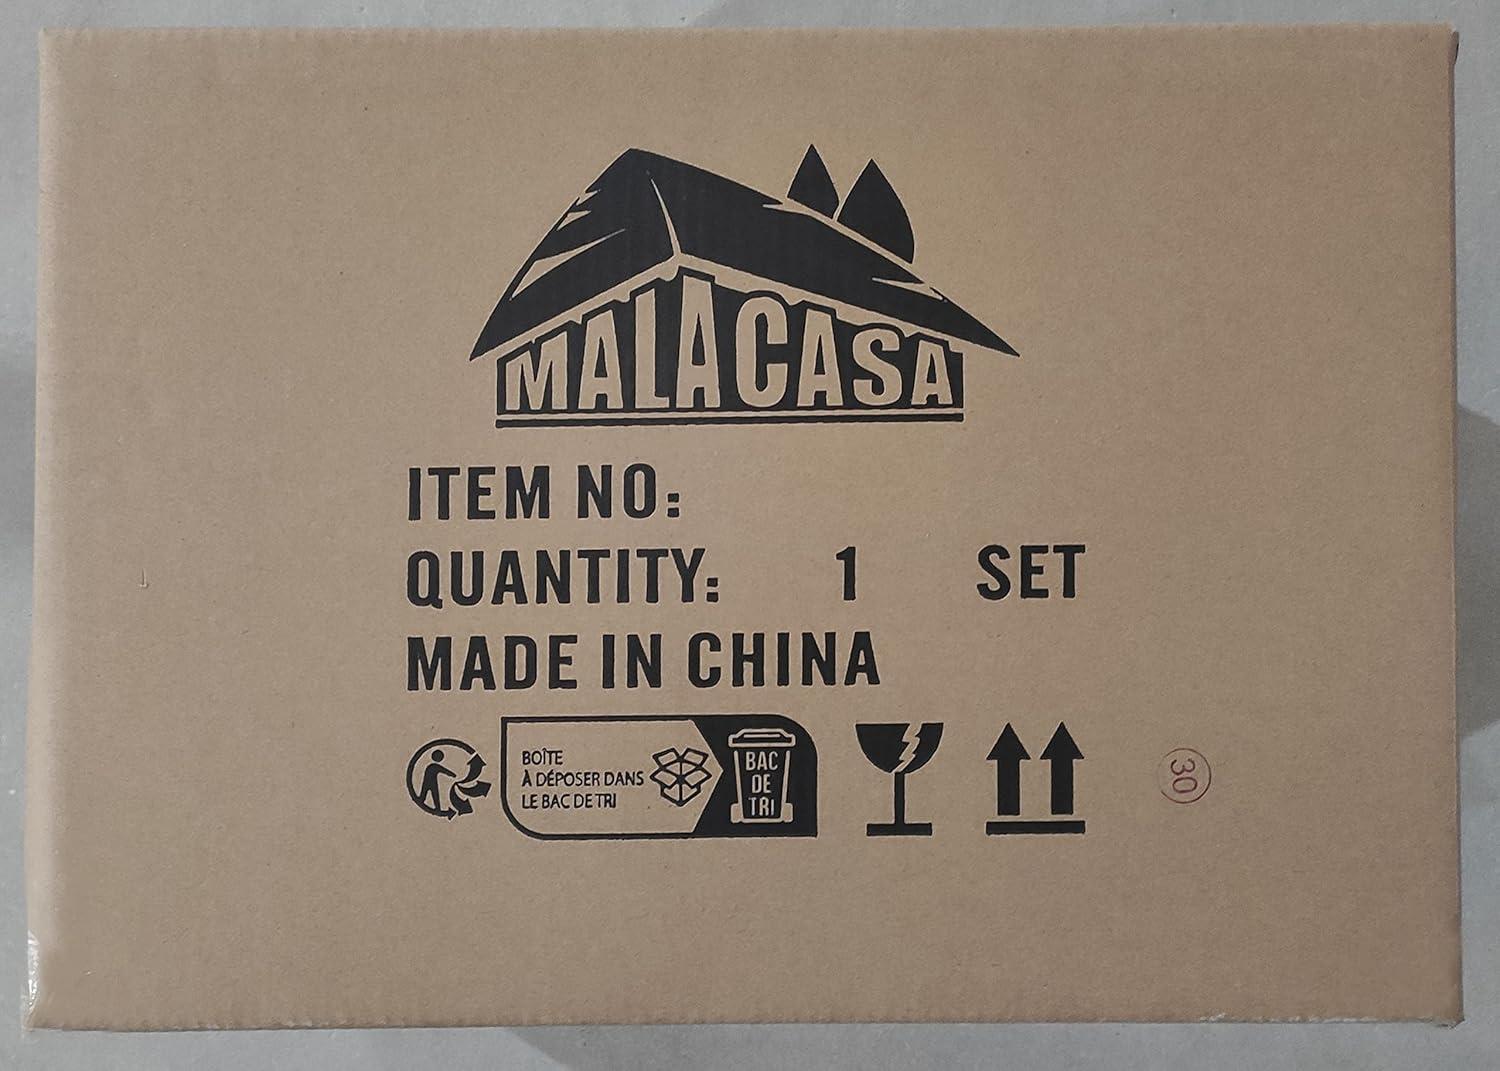 MALACASA
ITEM NO:
QUANTITY: 1 SET
MADE IN CHINA
BOÎTE
À DÉPOSER DANS
LE BAC DE TRI
BAC
DE
TRI
30